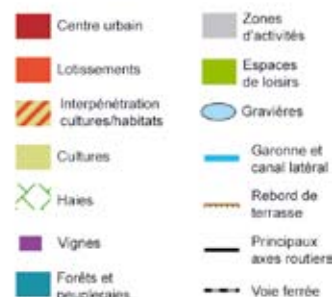 Centre urbain
Lotissements
Interpénétration
cultures/habitats
Cultures
Haies
Vignes
Forêts et
peupleraies
Zones
d'activités
Espaces
de loisirs
Gravières
Garonne et
canal latéral
Rebord de
terrasse
Principaux
axes routiers
Voie ferrée